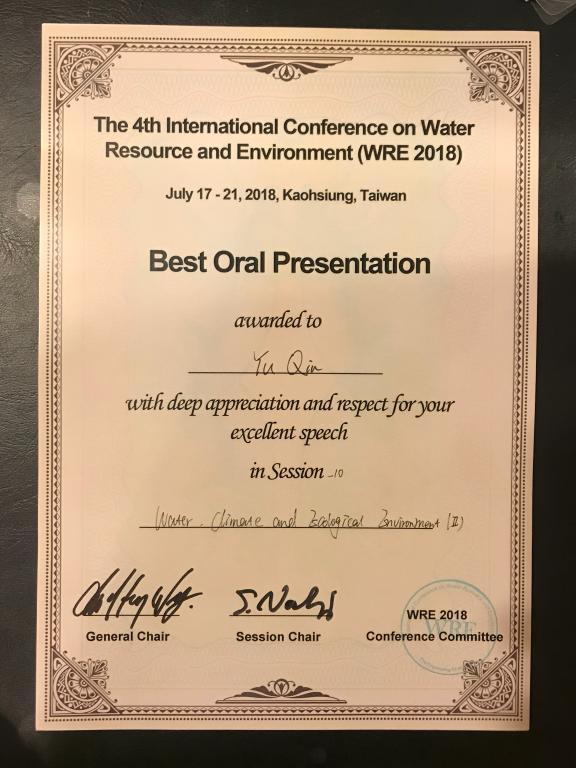 The 4th International Conference on Water
Resource and Environment (WRE 2018)
July 17 - 21, 2018, Kaohsiung, Taiwan
Best Oral Presentation
awarded to
Yu Qin
with deep appreciation and respect for your
excellent speech
in Session 10
Water, Climate and Ecological Environment (II)
General Chair
Session Chair
WRE 2018
Conference Committee
WRE